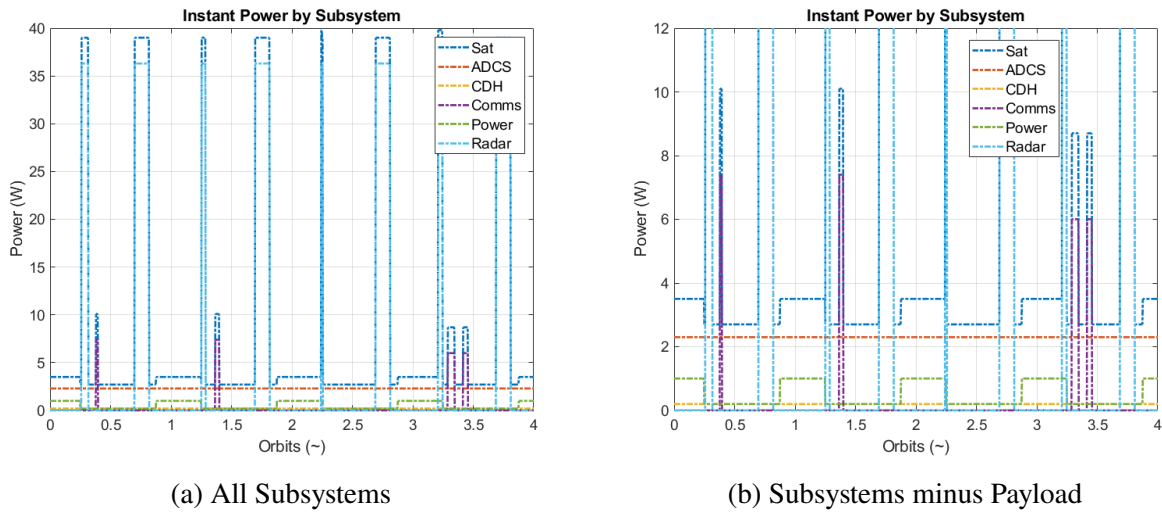 Instant Power by Subsystem
40
35
30
25
20
15
10
5
0
Power (W)
0 0.5 1 1.5 2 2.5 3 3.5 4
Orbits (~)
Sat
ADCS
CDH
Comms
Power
Radar
(a) All Subsystems
Instant Power by Subsystem
12
10
8
6
4
2
0
Power (W)
0 0.5 1 1.5 2 2.5 3 3.5 4
Orbits (~)
Sat
ADCS
CDH
Comms
Power
Radar
(b) Subsystems minus Payload